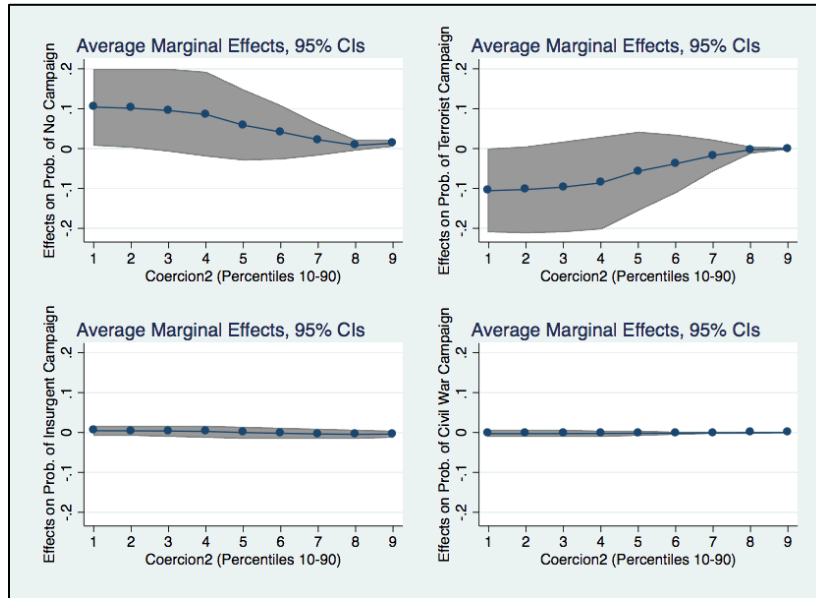 Average Marginal Effects, 95% CIs
Effects on Prob. of No Campaign
.2
.1
0
-.1
-.2
1 2 3 4 5 6 7 8 9
Coercion2 (Percentiles 10-90)
Average Marginal Effects, 95% CIs
Effects on Prob. of Terrorist Campaign
.2
.1
0
-.1
-.2
1 2 3 4 5 6 7 8 9
Coercion2 (Percentiles 10-90)
Average Marginal Effects, 95% CIs
Effects on Prob. of Insurgent Campaign
.2
.1
0
-.1
-.2
1 2 3 4 5 6 7 8 9
Coercion2 (Percentiles 10-90)
Average Marginal Effects, 95% CIs
Effects on Prob. of Civil War Campaign
.2
.1
0
-.1
-.2
1 2 3 4 5 6 7 8 9
Coercion2 (Percentiles 10-90)